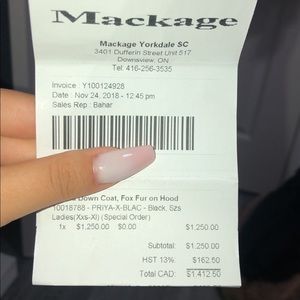 Mackage
Mackage Yorkdale SC
3401 Dufferin Street Unit 517
Downsview, ON
Tel: 416-256-3535
Invoice : Y100124928
Date : Nov 24, 2018 - 12:45 pm
Sales Rep : Bahar
Down Coat, Fox Fur on Hood
10018788 - PRIYA-X-BLAC - Black, Szs
Ladies(Xxs-Xl) (Special Order)
1x $1,250.00 $0.00 $1,250.00
Subtotal: $1,250.00
HST 13% $162.50
Total CAD: $1,412.50